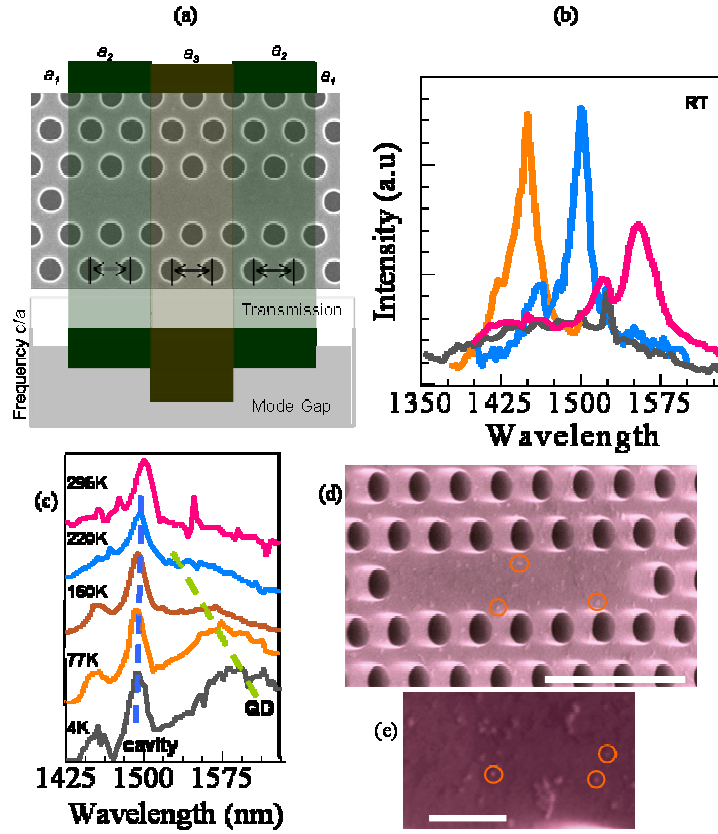 (a)
a2 a3 a2
a1 a1
Transmission
Mode Gap
Frequency c/a
(b)
RT
Intensity (a.u)
1350 1425 1500 1575
Wavelength
(c)
295K
220K
160K
77K
4K
QD
cavity
1425 1500 1575
Wavelength (nm)
(d)
(e)